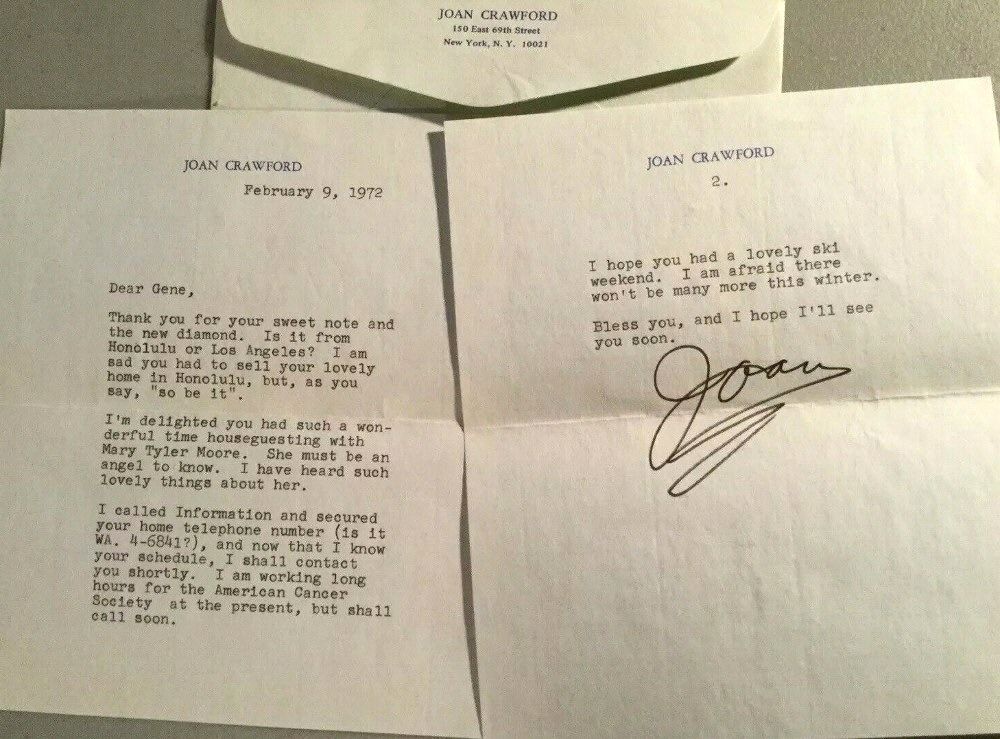 JOAN CRAWFORD
150 East 69th Street
New York, N. Y. 10021
JOAN CRAWFORD
February 9, 1972
Dear Gene,
Thank you for your sweet note and
the new diamond. Is it from
Honolulu or Los Angeles? I am
sad you had to sell your lovely
home in Honolulu, but, as you
say, "so be it".
I'm delighted you had such a won-
derful time houseguesting with
Mary Tyler Moore. She must be an
angel to know. I have heard such
lovely things about her.
I called Information and secured
your home telephone number (is it
WA. 4-6841?), and now that I know
your schedule, I shall contact
you shortly. I am working long
hours for the American Cancer
Society at the present, but shall
call soon.
JOAN CRAWFORD
2.
I hope you had a lovely ski
weekend. I am afraid there
won't be many more this winter.
Bless you, and I hope I'll see
you soon.
Joan